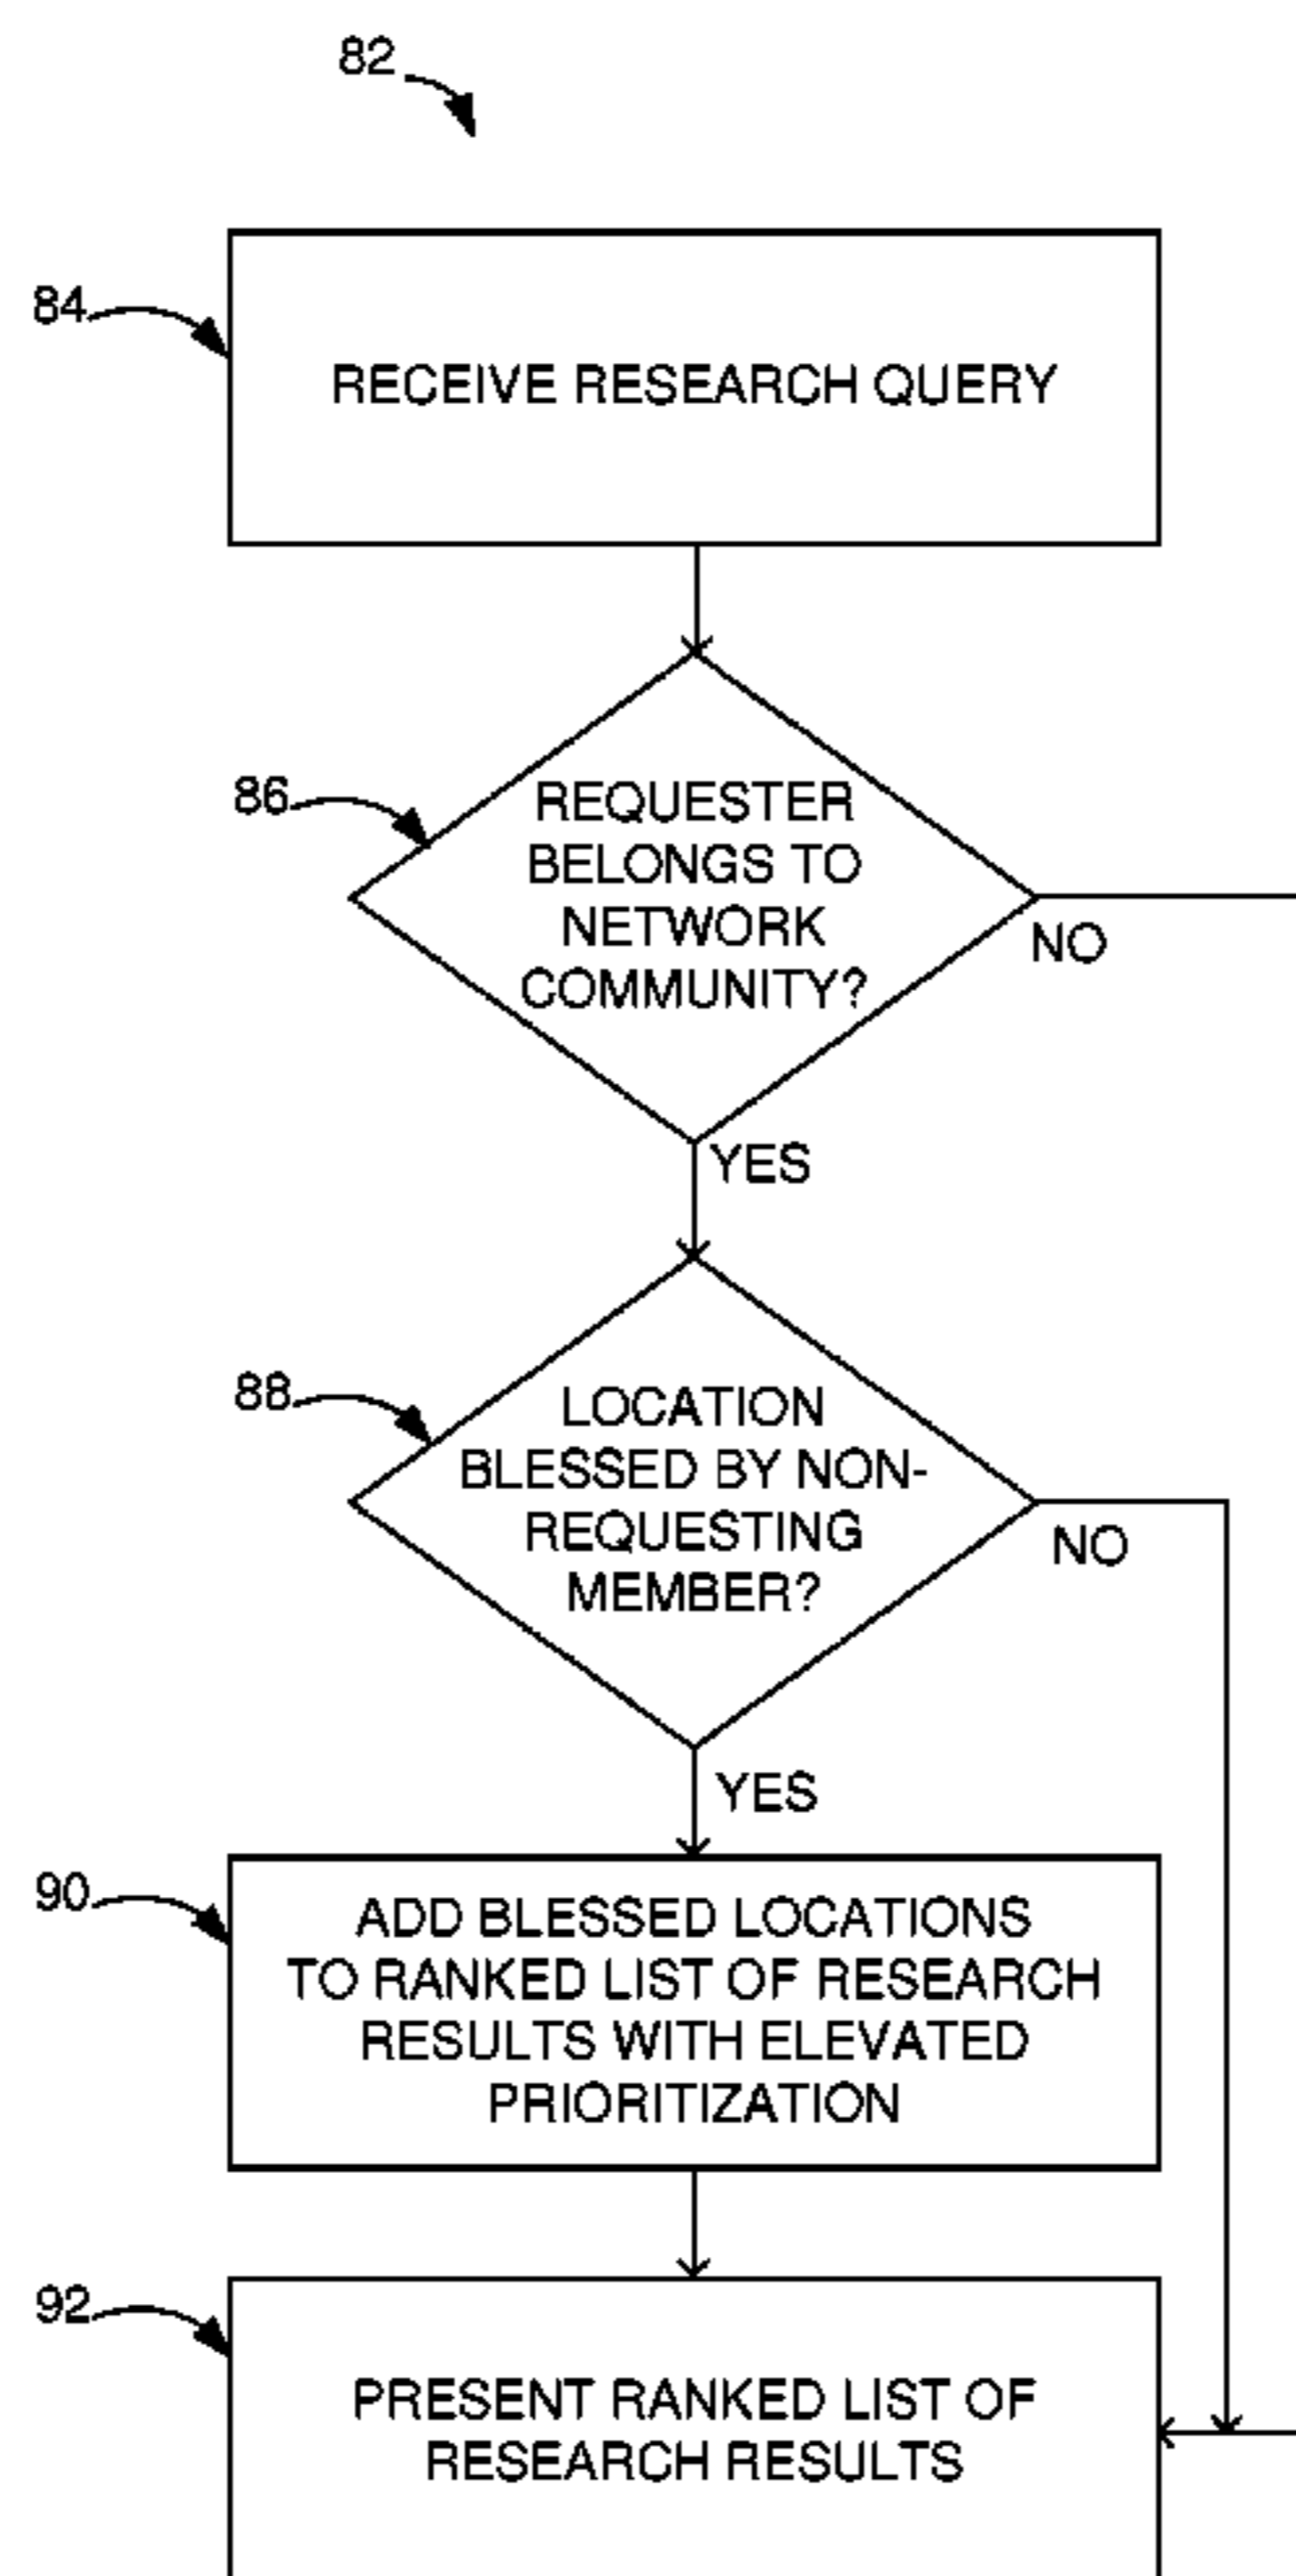 82
84
RECEIVE RESEARCH QUERY
86
REQUESTER
BELONGS TO
NETWORK
COMMUNITY?
NO
YES
88
LOCATION
BLESSED BY NON-
REQUESTING
MEMBER?
NO
YES
90
ADD BLESSED LOCATIONS
TO RANKED LIST OF RESEARCH
RESULTS WITH ELEVATED
PRIORITIZATION
92
PRESENT RANKED LIST OF
RESEARCH RESULTS